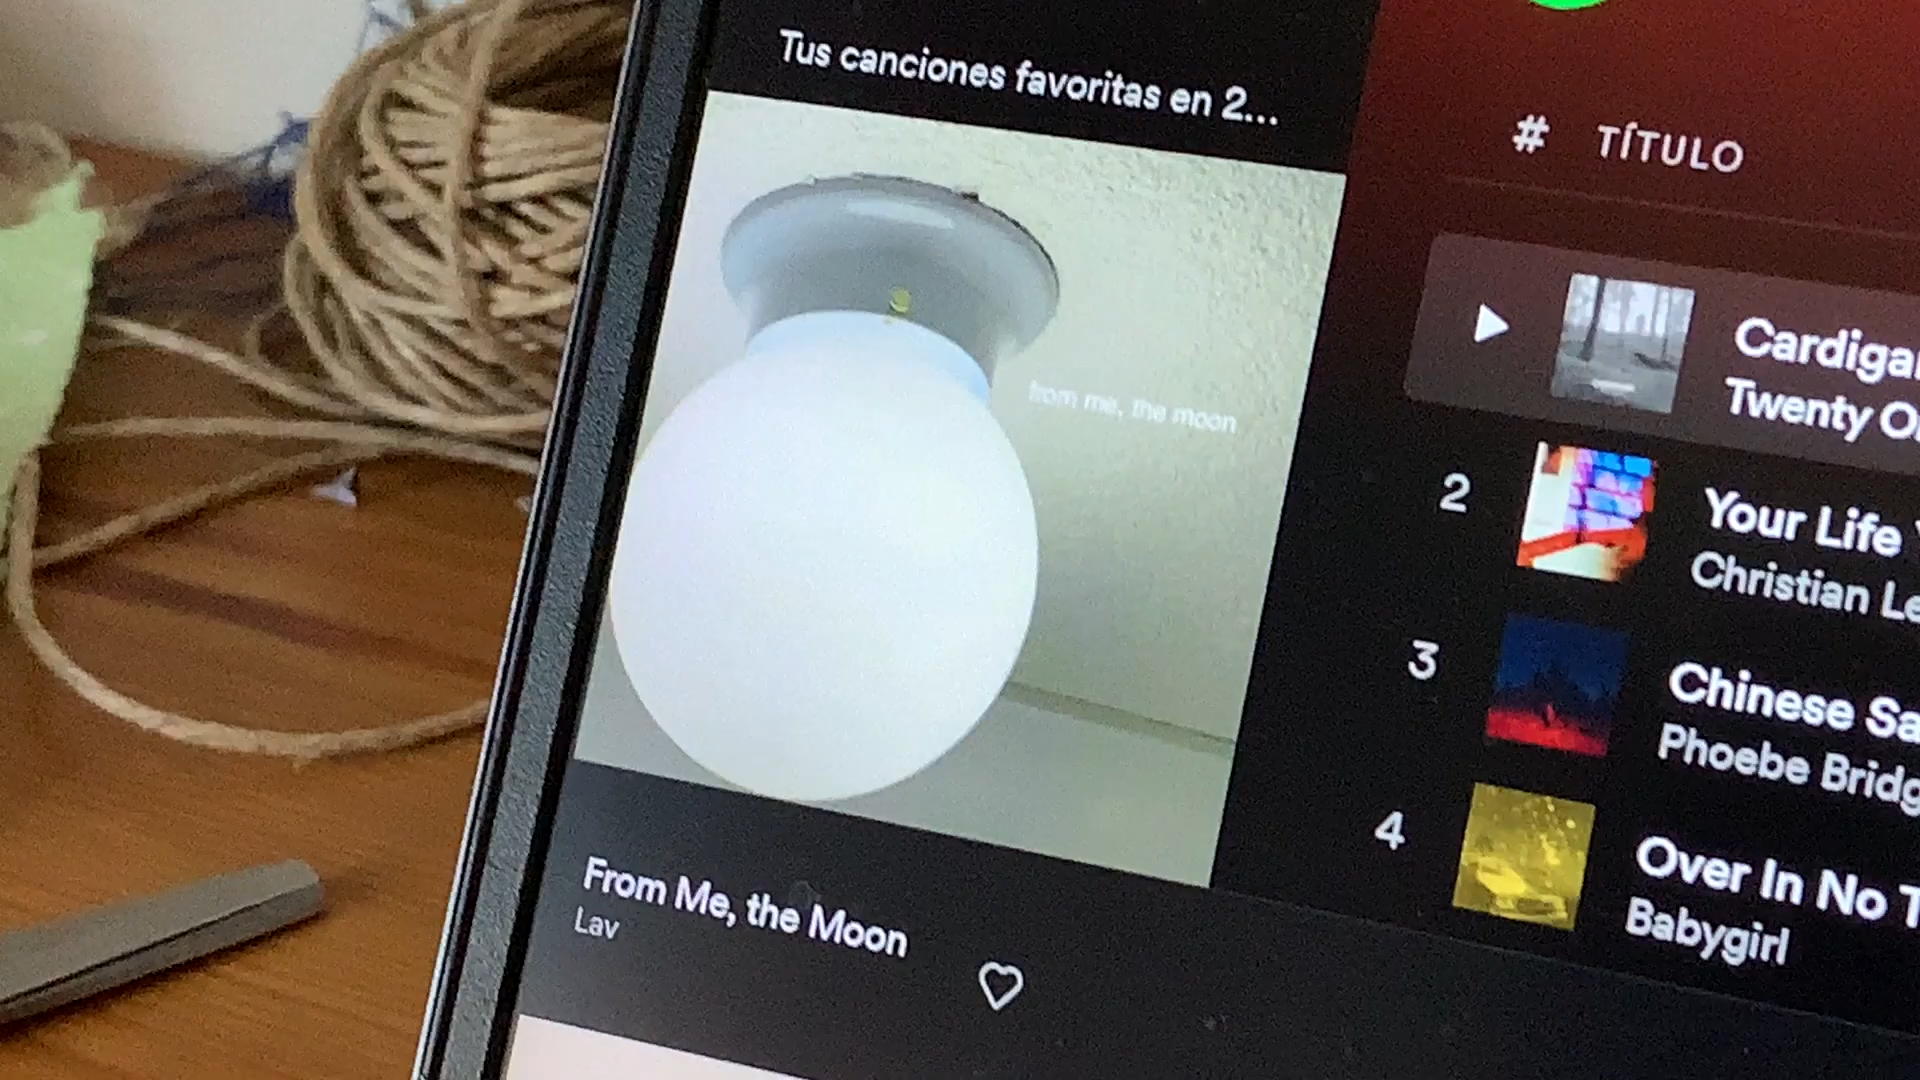 Tus canciones favoritas en 2...
from me, the moon
From Me, the Moon
Lav
# TÍTULO
Cardiga
Twenty O
2
Your Life
Christian Le
3
Chinese Sa
Phoebe Bridg
4
Over In No T
Babygirl